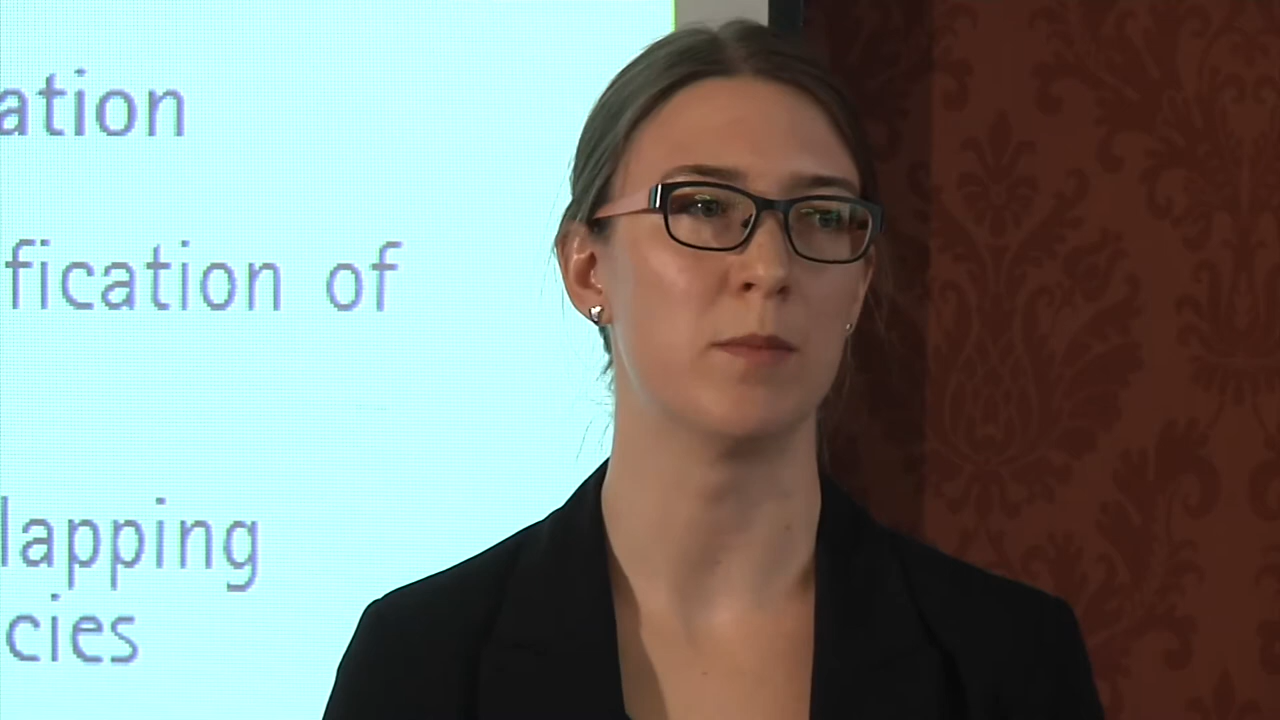 ation
fication of
lapping
cies